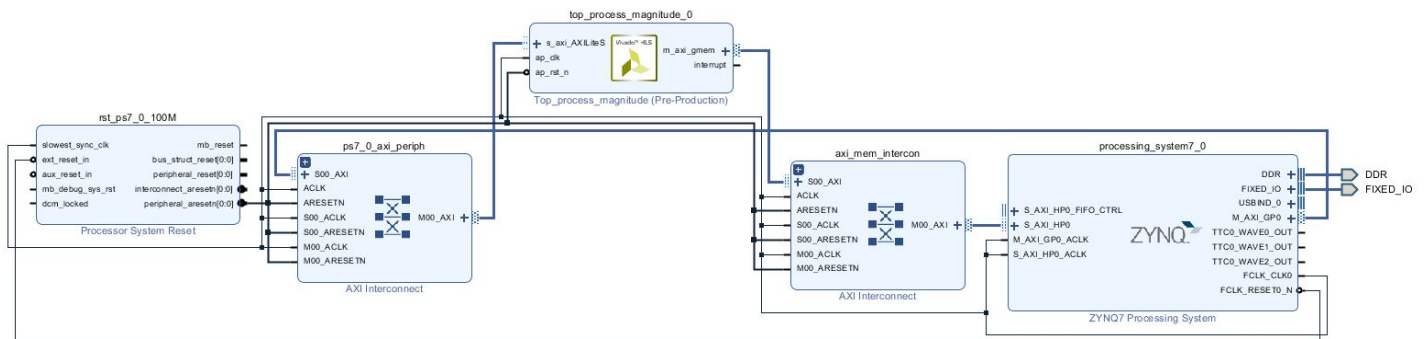 top_process_magnitude_0
s_axi_AXILiteS
ap_clk
ap_rst_n
Vivado™ HLS
m_axi_gmem
interrupt
Top_process_magnitude (Pre-Production)
rst_ps7_0_100M
slowest_sync_clk
ext_reset_in
aux_reset_in
mb_debug_sys_rst
dcm_locked
mb_reset
bus_struct_reset[0:0]
peripheral_reset[0:0]
interconnect_aresetn[0:0]
peripheral_aresetn[0:0]
Processor System Reset
ps7_0_axi_periph
S00_AXI
ACLK
ARESETN
S00_ACLK
S00_ARESETN
M00_ACLK
M00_ARESETN
M00_AXI
AXI Interconnect
axi_mem_intercon
S00_AXI
ACLK
ARESETN
S00_ACLK
S00_ARESETN
M00_ACLK
M00_ARESETN
M00_AXI
AXI Interconnect
processing_system7_0
S_AXI_HP0_FIFO_CTRL
S_AXI_HP0
M_AXI_GP0_ACLK
S_AXI_HP0_ACLK
ZYNQ
DDR
FIXED_IO
USBIND_0
M_AXI_GP0
TTC0_WAVE0_OUT
TTC0_WAVE1_OUT
TTC0_WAVE2_OUT
FCLK_CLK0
FCLK_RESET0_N
ZYNQ7 Processing System
DDR
FIXED_IO